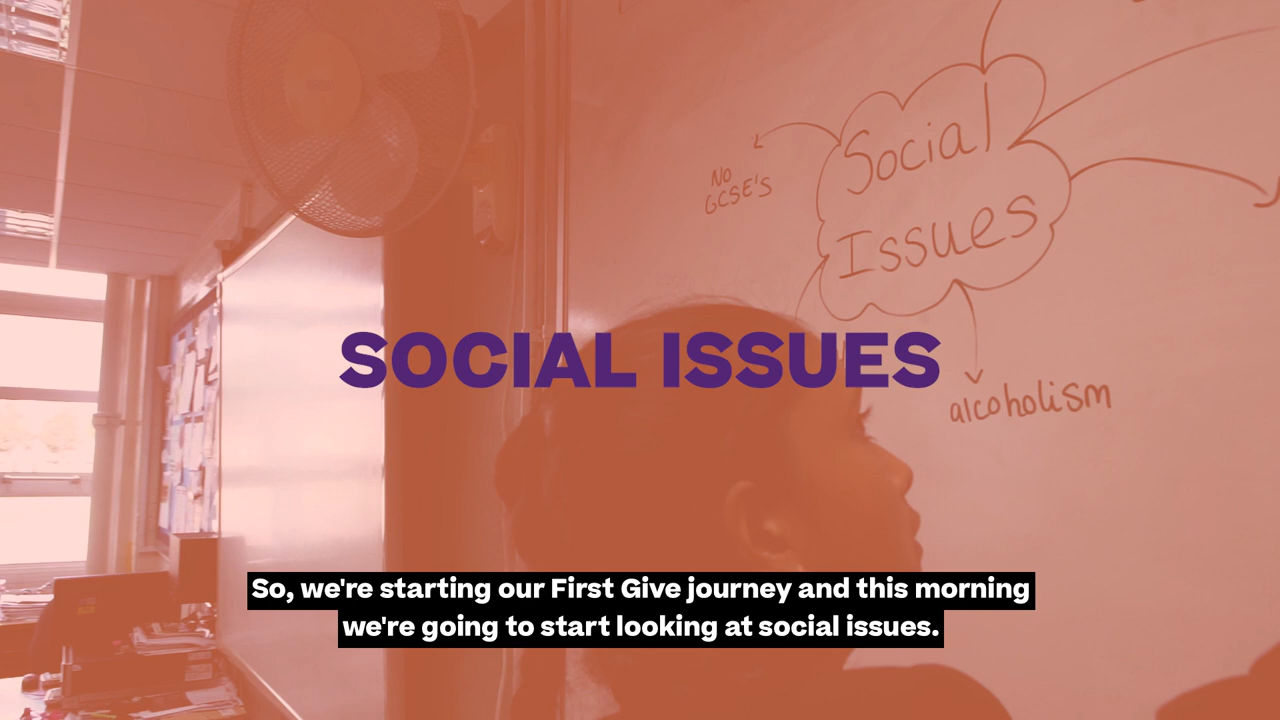 Social
Issues
No
GCSE'S
alcoholism
SOCIAL ISSUES
So, we're starting our First Give journey and this morning
we're going to start looking at social issues.